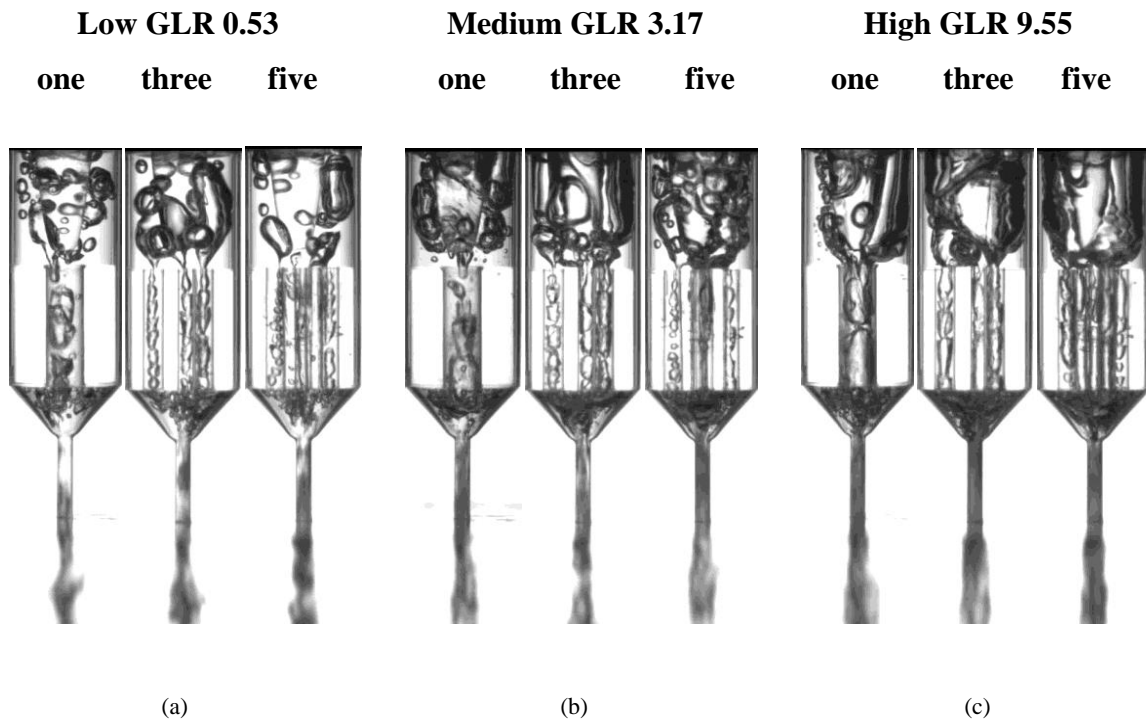 Low GLR 0.53 Medium GLR 3.17 High GLR 9.55
one three five one three five one three five
(a) (b) (c)